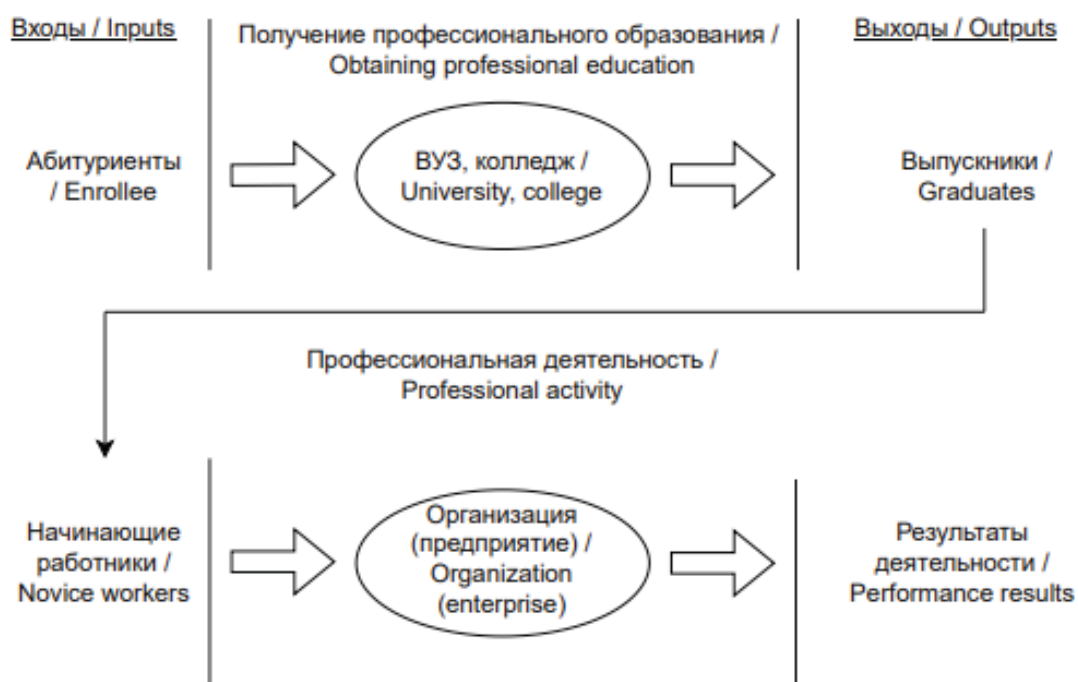 Входы / Inputs
Получение профессионального образования /
Obtaining professional education
Выходы / Outputs
Абитуриенты
/ Enrollee
ВУЗ, колледж /
University, college
Выпускники /
Graduates
Профессиональная деятельность /
Professional activity
Начинающие
работники /
Novice workers
Организация
(предприятие) /
Organization
(enterprise)
Результаты
деятельности /
Performance results